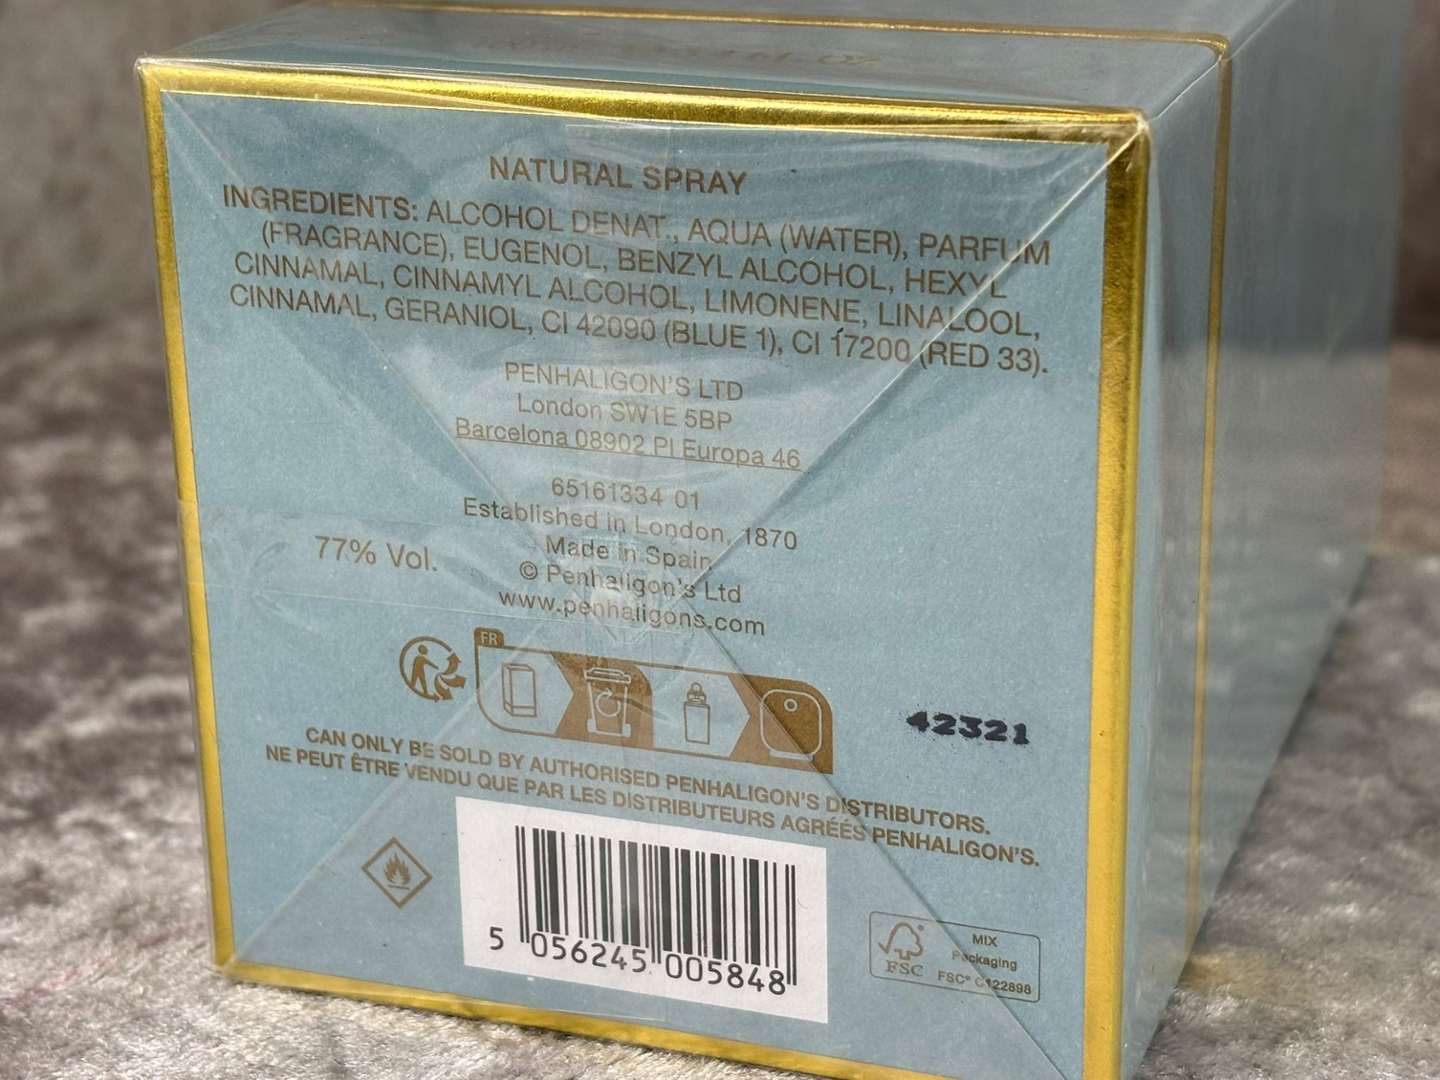 NATURAL SPRAY
INGREDIENTS: ALCOHOL DENAT., AQUA (WATER), PARFUM
(FRAGRANCE), EUGENOL, BENZYL ALCOHOL, HEXYL
CINNAMAL, CINNAMYL ALCOHOL, LIMONENE, LINALOOL,
CINNAMAL, GERANIOL, CI 42090 (BLUE 1), CI 17200 (RED 33).
PENHALIGON'S LTD
London SW1E 5BP
Barcelona 08902 Pl Europa 46
65161334 01
Established in London, 1870
77% Vol.
Made in Spain
© Penhaligon's Ltd
www.penhaligons.com
FR
42321
CAN ONLY BE SOLD BY AUTHORISED PENHALIGON'S DISTRIBUTORS.
NE PEUT ÊTRE VENDU QUE PAR LES DISTRIBUTEURS AGRÉÉS PENHALIGON'S.
5 056245 005848
MIX
Packaging
FSC
FSC® C122898